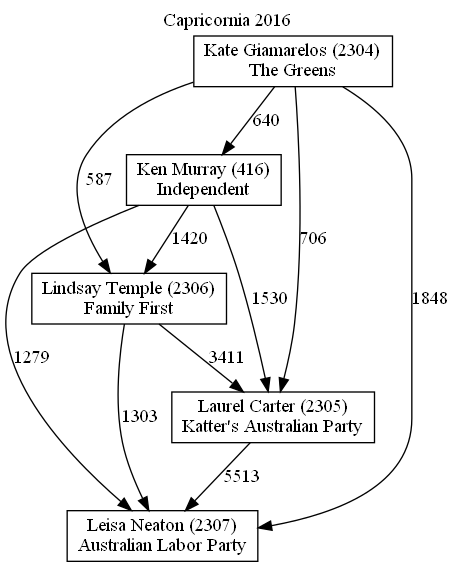 Capricornia 2016
Kate Giamarelos (2304)
The Greens
640
Ken Murray (416)
Independent
587
1420
706
Lindsay Temple (2306)
Family First
1530
1848
1279
3411
Laurel Carter (2305)
Katter's Australian Party
1303
5513
Leisa Neaton (2307)
Australian Labor Party